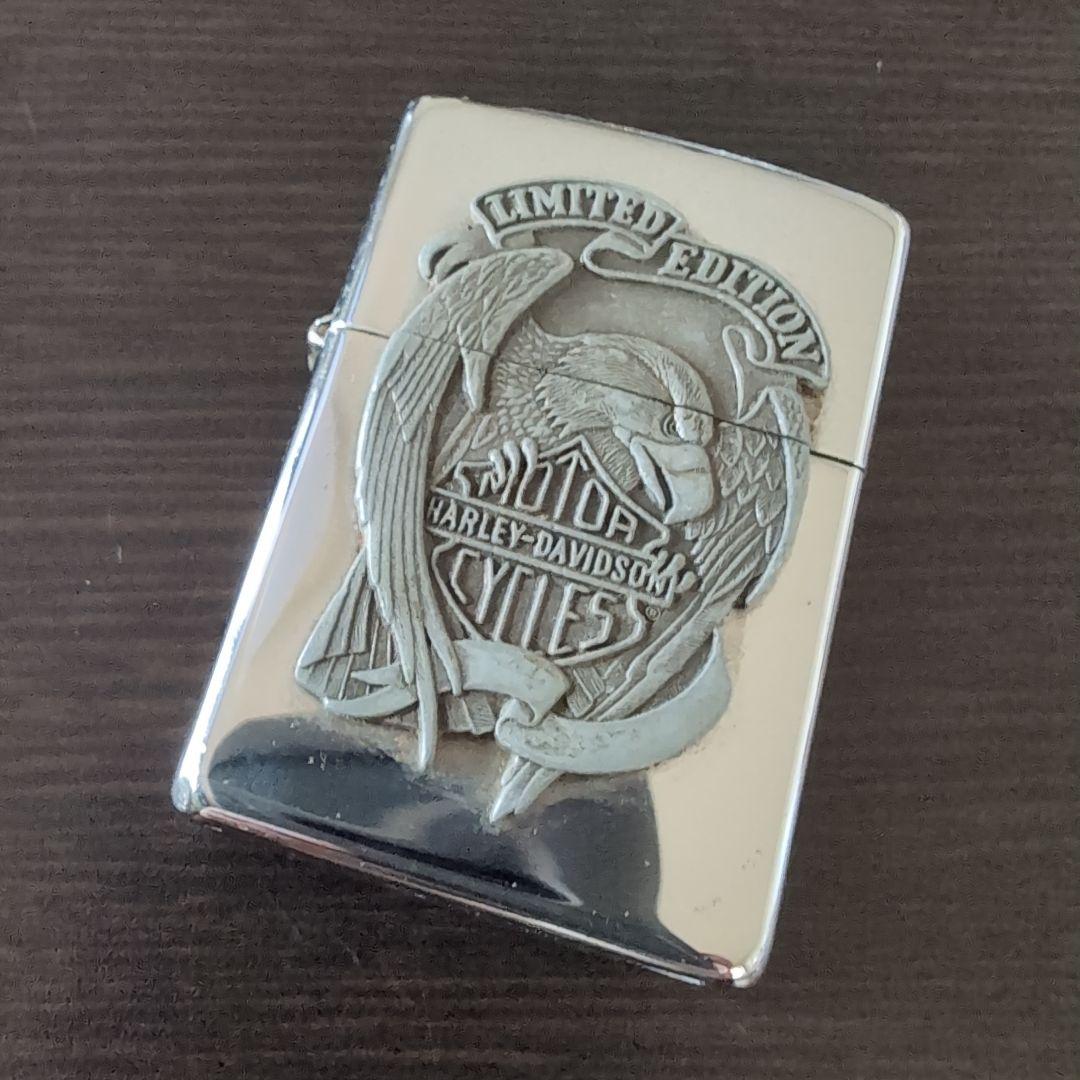 LIMITED
EDITION
MOTOR
HARLEY-DAVIDSON
CYCLES
®